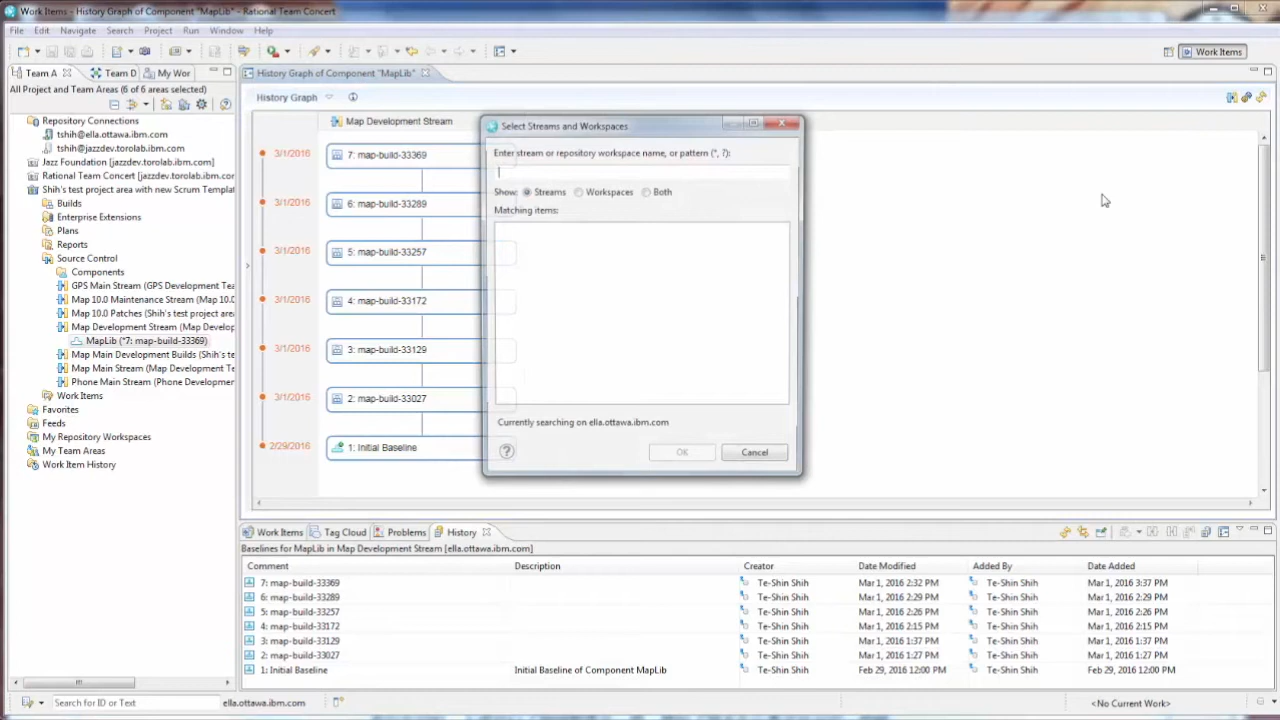 Work Items - History Graph of Component "MapLib" - Rational Team Concert
File Edit Navigate Search Project Run Window Help
Work Items
Team A
Team D
My Wor
All Project and Team Areas (6 of 6 areas selected)
Repository Connections
tshih@ella.ottawa.ibm.com
tshih@jazzdev.torolab.ibm.com
Jazz Foundation [jazzdev.torolab.ibm.com]
Rational Team Concert [jazzdev.torolab.ibm.com]
Shih's test project area with new Scrum Templat
Builds
Enterprise Extensions
Plans
Reports
Source Control
Components
GPS Main Stream (GPS Development Tea
Map 10.0 Maintenance Stream (Map 10.0
Map 10.0 Patches (Shih's test project area
Map Development Stream (Map Develop
MapLib (*7: map-build-33369)
Map Main Development Builds (Shih's te
Map Main Stream (Map Development Te
Phone Main Stream (Phone Developmer
Work Items
Favorites
Feeds
My Repository Workspaces
My Team Areas
Work Item History
History Graph of Component "MapLib"
History Graph
Map Development Stream
3/1/2016 7: map-build-33369
3/1/2016 6: map-build-33289
3/1/2016 5: map-build-33257
3/1/2016 4: map-build-33172
3/1/2016 3: map-build-33129
3/1/2016 2: map-build-33027
2/29/2016 1: Initial Baseline
Select Streams and Workspaces
Enter stream or repository workspace name, or pattern (*, ?):
Show: Streams Workspaces Both
Matching items:
Currently searching on ella.ottawa.ibm.com
?
OK Cancel
Work Items
Tag Cloud
Problems
History
Baselines for MapLib in Map Development Stream [ella.ottawa.ibm.com]
Comment Description Creator Date Modified Added By Date Added
7: map-build-33369 Te-Shin Shih Mar 1, 2016 2:32 PM Te-Shin Shih Mar 1, 2016 3:37 PM
6: map-build-33289 Te-Shin Shih Mar 1, 2016 2:29 PM Te-Shin Shih Mar 1, 2016 2:29 PM
5: map-build-33257 Te-Shin Shih Mar 1, 2016 2:26 PM Te-Shin Shih Mar 1, 2016 2:26 PM
4: map-build-33172 Te-Shin Shih Mar 1, 2016 2:15 PM Te-Shin Shih Mar 1, 2016 2:15 PM
3: map-build-33129 Te-Shin Shih Mar 1, 2016 1:37 PM Te-Shin Shih Mar 1, 2016 1:37 PM
2: map-build-33027 Te-Shin Shih Mar 1, 2016 1:27 PM Te-Shin Shih Mar 1, 2016 1:27 PM
1: Initial Baseline Initial Baseline of Component MapLib Te-Shin Shih Feb 29, 2016 12:00 PM Te-Shin Shih Feb 29, 2016 12:00 PM
Search for ID or Text
ella.ottawa.ibm.com
<No Current Work>